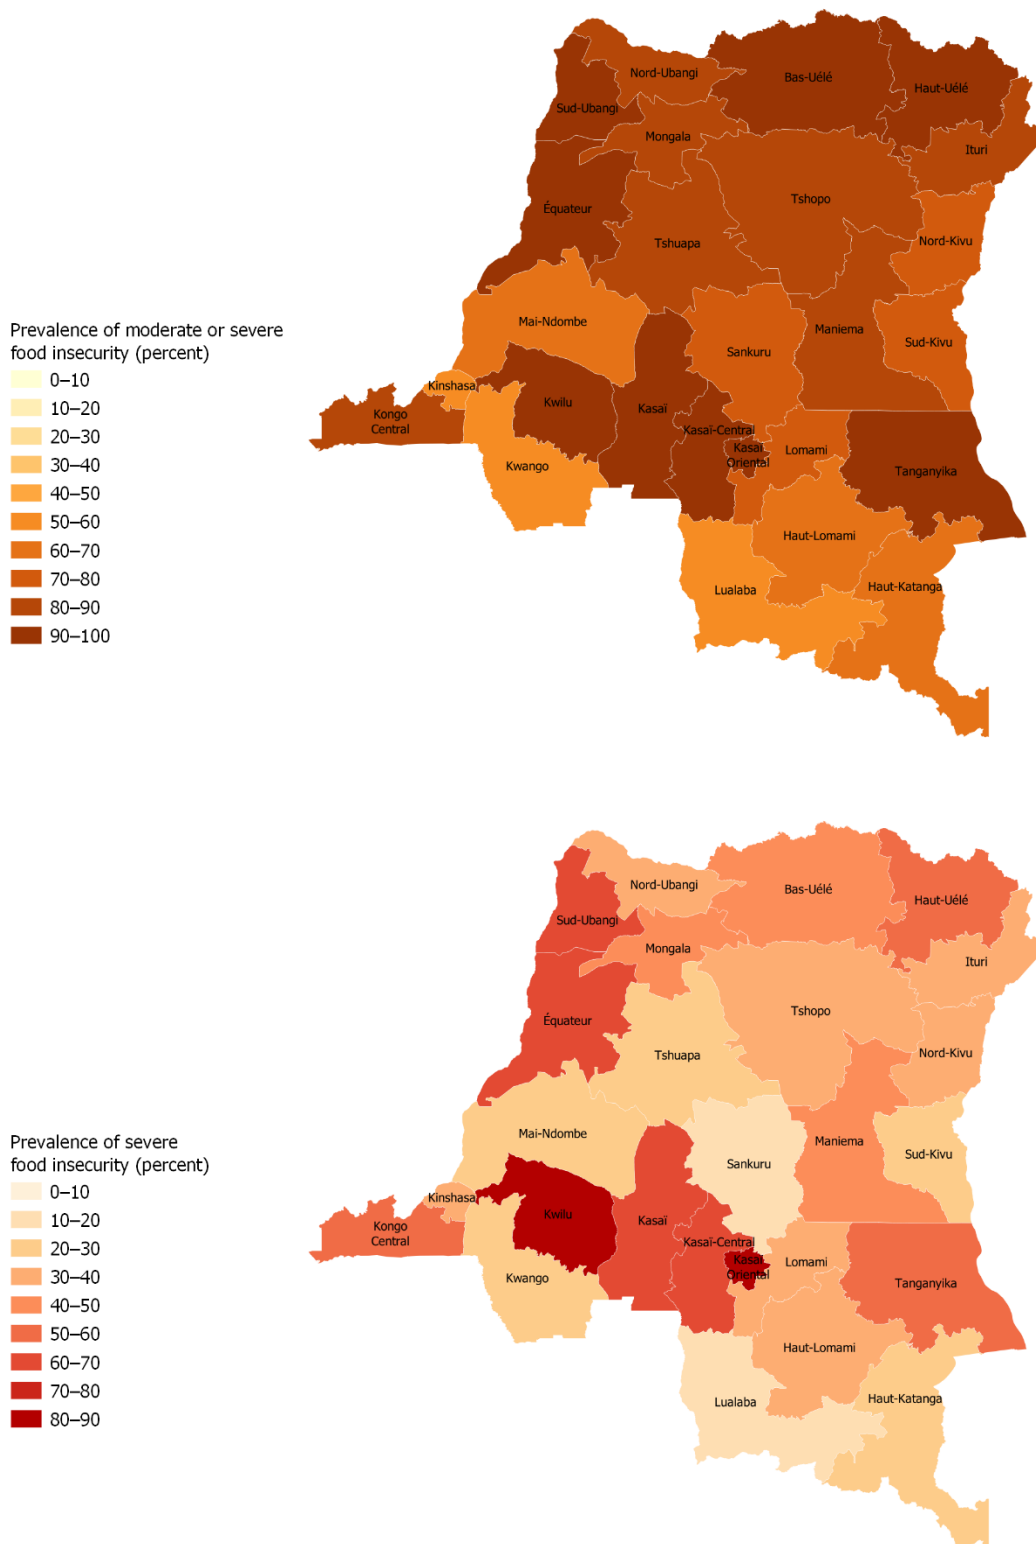 Nord-Ubangi
Bas-Uélé
Haut-Uélé
Sud-Ubangi
Mongala
Ituri
Tshopo
Équateur
Tshuapa
Nord-Kivu
Mai-Ndombe
Maniema
Sud-Kivu
Sankuru
Kinshasa
Kwilu
Kasaï
Kongo
Central
Kasaï-Central
Kasaï
Oriental
Lomami
Kwango
Tanganyika
Haut-Lomami
Haut-Katanga
Lualaba
Prevalence of moderate or severe
food insecurity (percent)
0–10
10–20
20–30
30–40
40–50
50–60
60–70
70–80
80–90
90–100
Nord-Ubangi
Bas-Uélé
Haut-Uélé
Sud-Ubangi
Mongala
Ituri
Tshopo
Équateur
Tshuapa
Nord-Kivu
Mai-Ndombe
Maniema
Sud-Kivu
Sankuru
Kinshasa
Kwilu
Kasaï
Kongo
Central
Kasaï-Central
Kasaï
Oriental
Lomami
Kwango
Tanganyika
Haut-Lomami
Haut-Katanga
Lualaba
Prevalence of severe
food insecurity (percent)
0–10
10–20
20–30
30–40
40–50
50–60
60–70
70–80
80–90